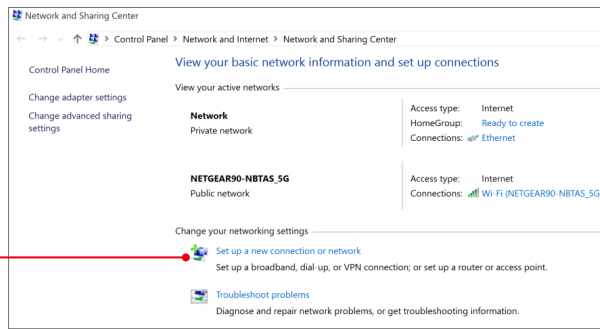 Network and Sharing Center
Control Panel > Network and Internet > Network and Sharing Center
Control Panel Home
Change adapter settings
Change advanced sharing
settings
View your basic network information and set up connections
View your active networks
Network
Private network
Access type: Internet
HomeGroup: Ready to create
Connections: Ethernet
NETGEAR90-NBTAS_5G
Public network
Access type: Internet
Connections: Wi-Fi (NETGEAR90-NBTAS_5G
Change your networking settings
Set up a new connection or network
Set up a broadband, dial-up, or VPN connection; or set up a router or access point.
Troubleshoot problems
Diagnose and repair network problems, or get troubleshooting information.